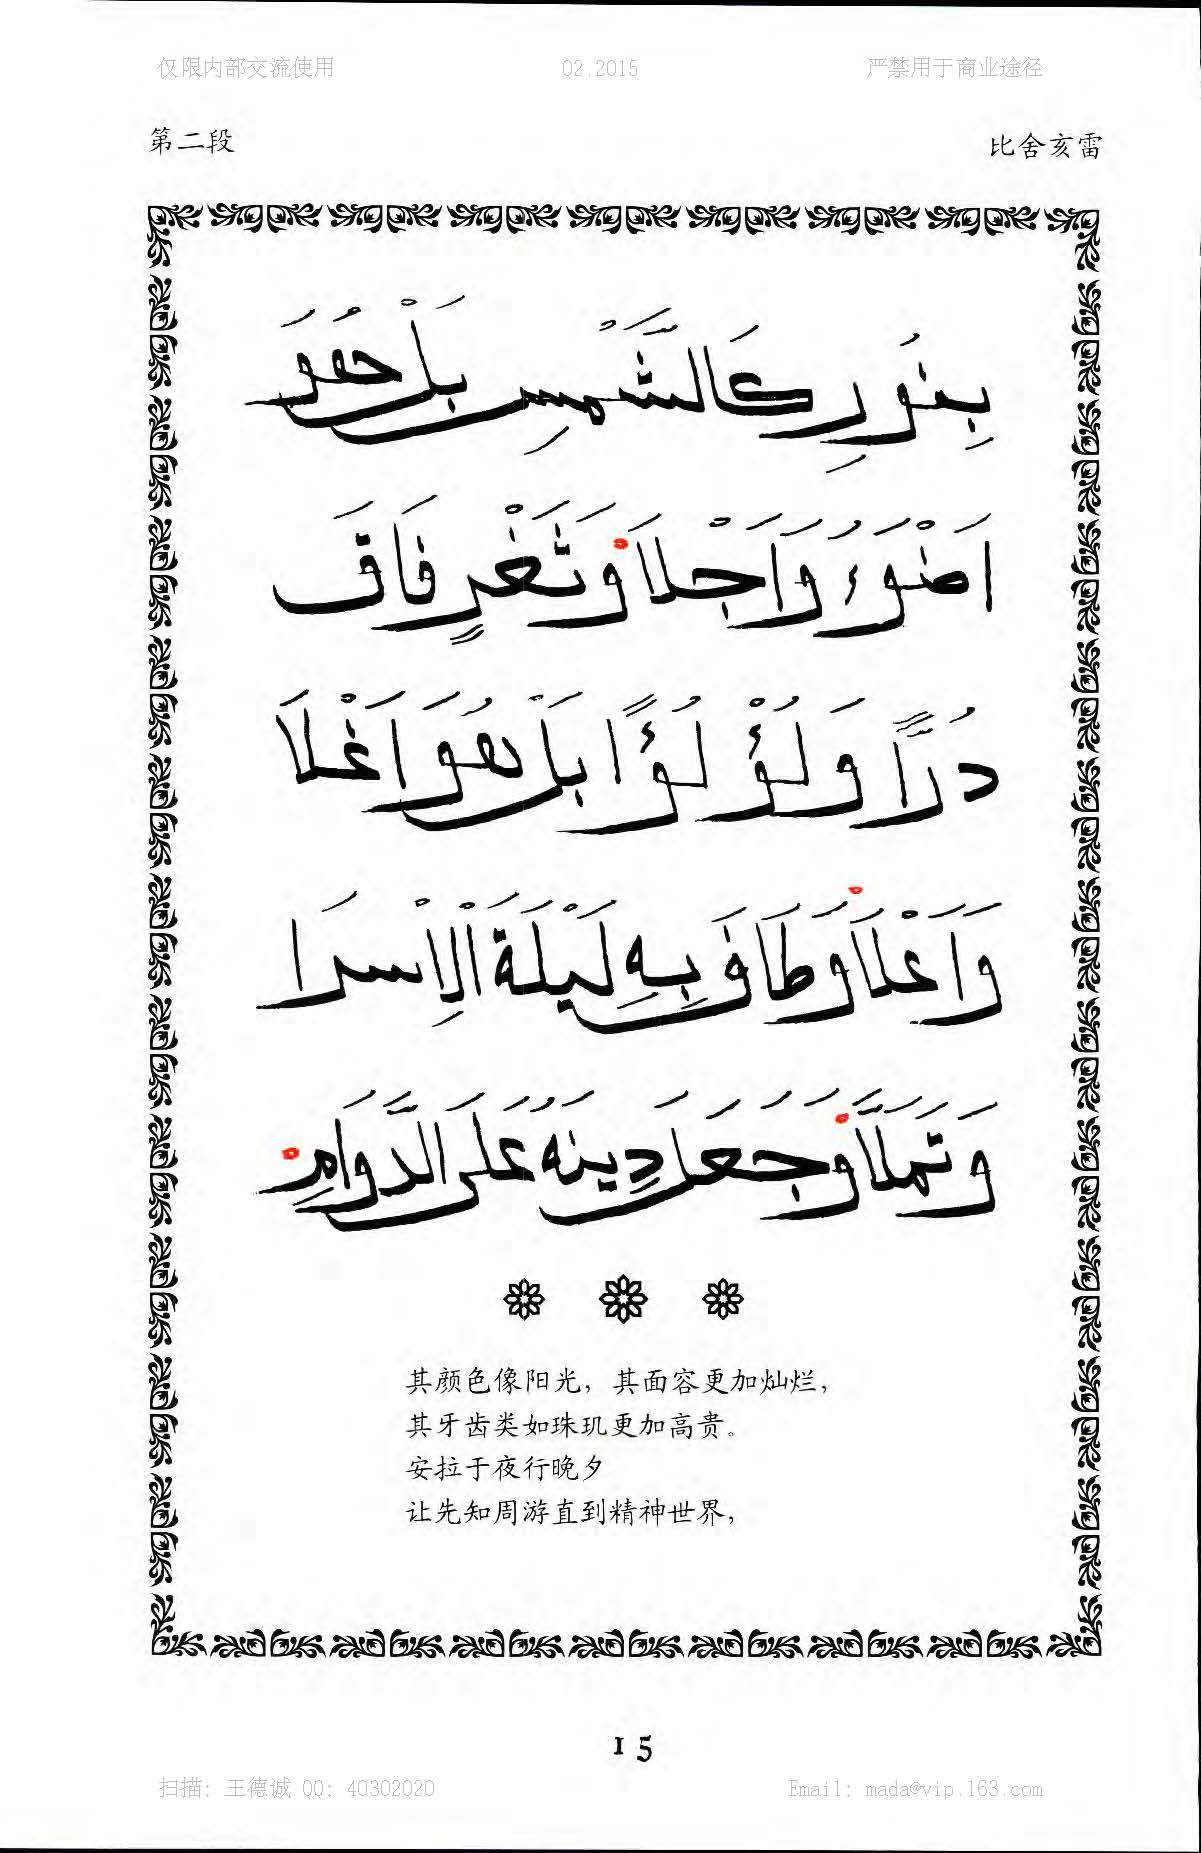 仅限内部交流使用 02.2015 严禁用于商业途径
第二段 比舍亥雷
بِنُورٍ كَالشَّمْسِ بَلْ هُوَ
اَضْوَءُ وَاَجْلَا وَثَغْرٍ فَاقَ
دُرًّا وَلُؤْلُؤًا بَلْ هُوَ اَغْلَا
وَاَعْلَا وَطَافَ بِهِ لَيْلَةَ الْاِسْرَا
وَتَمَلَّا وَجَعَلَ دِينَهُ عَلَى الدَّوَامِ
其颜色像阳光，其面容更加灿烂，
其牙齿类如珠玑更加高贵。
安拉于夜行晚夕
让先知周游直到精神世界，
15
扫描: 王德诚 QQ: 40302020 Email: mada@vip.163.com